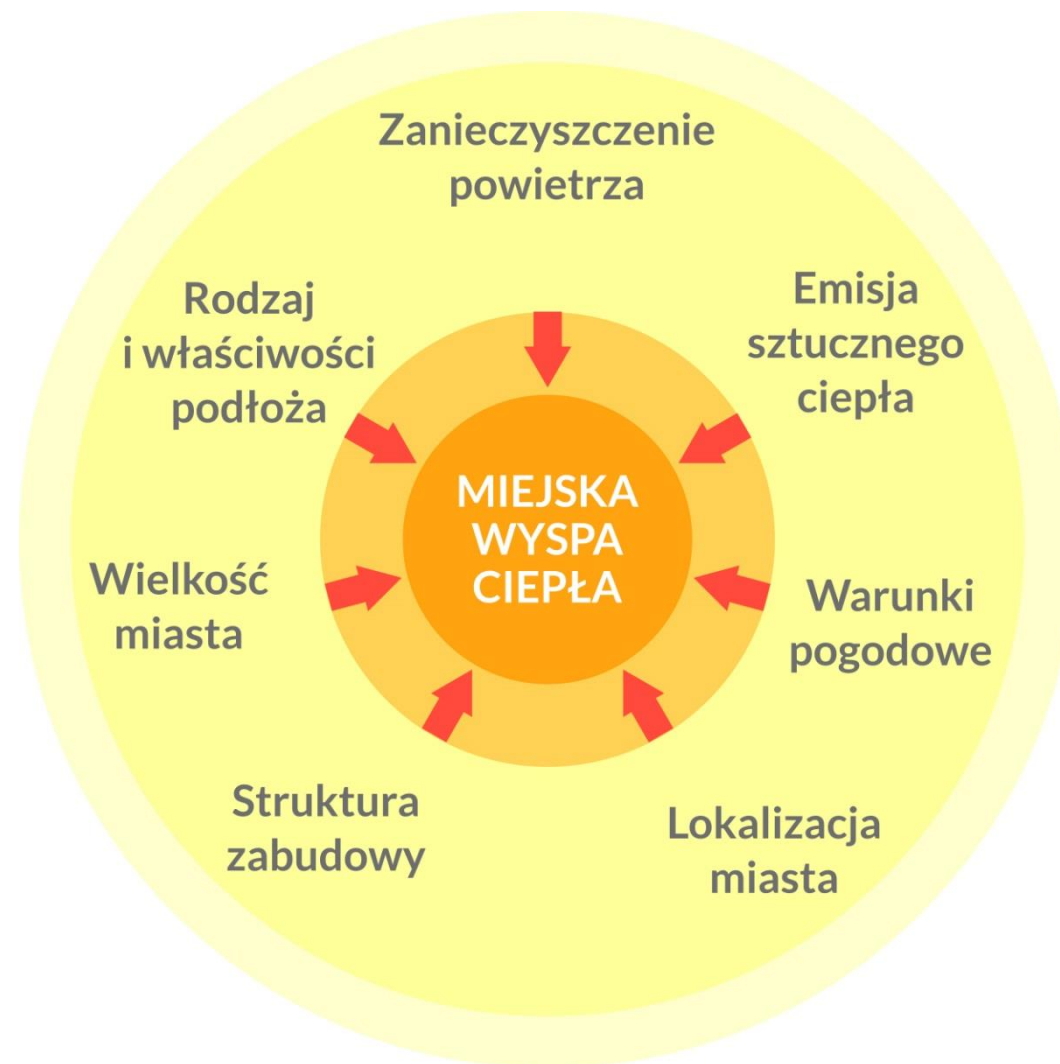 Zanieczyszczenie
powietrza
Emisja
sztucznego
ciepła
Rodzaj
i właściwości
podłoża
MIEJSKA
WYSPA
CIEPŁA
Wielkość
miasta
Warunki
pogodowe
Struktura
zabudowy
Lokalizacja
miasta